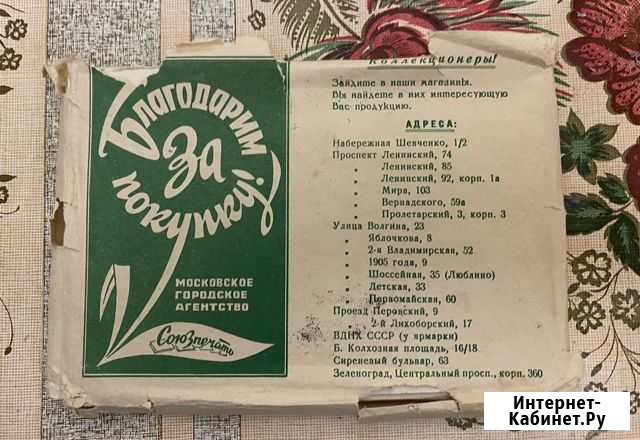 Благодарим
За
покупку!
МОСКОВСКОЕ
ГОРОДСКОЕ
АГЕНТСТВО
Союзпечать
Коллекционеры!
Зайдите в наши магазины.
Вы найдете в них интересующую
Вас продукцию.
АДРЕСА:
Набережная Шевченко, 1/2
Проспект Ленинский, 74
„ Ленинский, 85
„ Ленинский, 92, корп. 1а
„ Мира, 103
„ Вернадского, 59а
„ Пролетарский, 3, корп. 3
Улица Волгина, 23
„ Яблочкова, 8
„ 2-я Владимирская, 52
„ 1905 года, 9
„ Шоссейная, 35 (Люблино)
„ Детская, 33
„ Первомайская, 60
Проезд Перовский, 9
„ 2-й Лихоборский, 17
ВДНХ СССР (у ярмарки)
Б. Колхозная площадь, 16/18
Сиреневый бульвар, 63
Зеленоград, Центральный просп., корп. 360
Интернет-
Кабинет.Ру